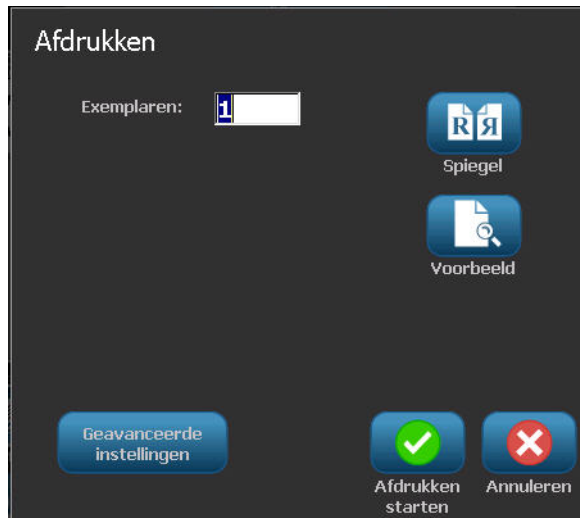 Afdrukken
Exemplaren: 1
R Я
Spiegel
Voorbeeld
Geavanceerde
instellingen
Afdrukken
starten
Annuleren